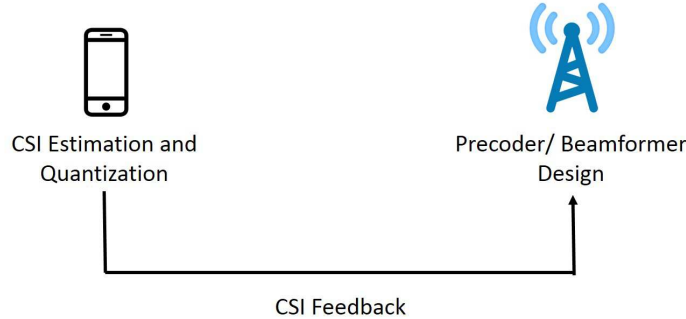 CSI Estimation and
Quantization
Precoder/ Beamformer
Design
CSI Feedback